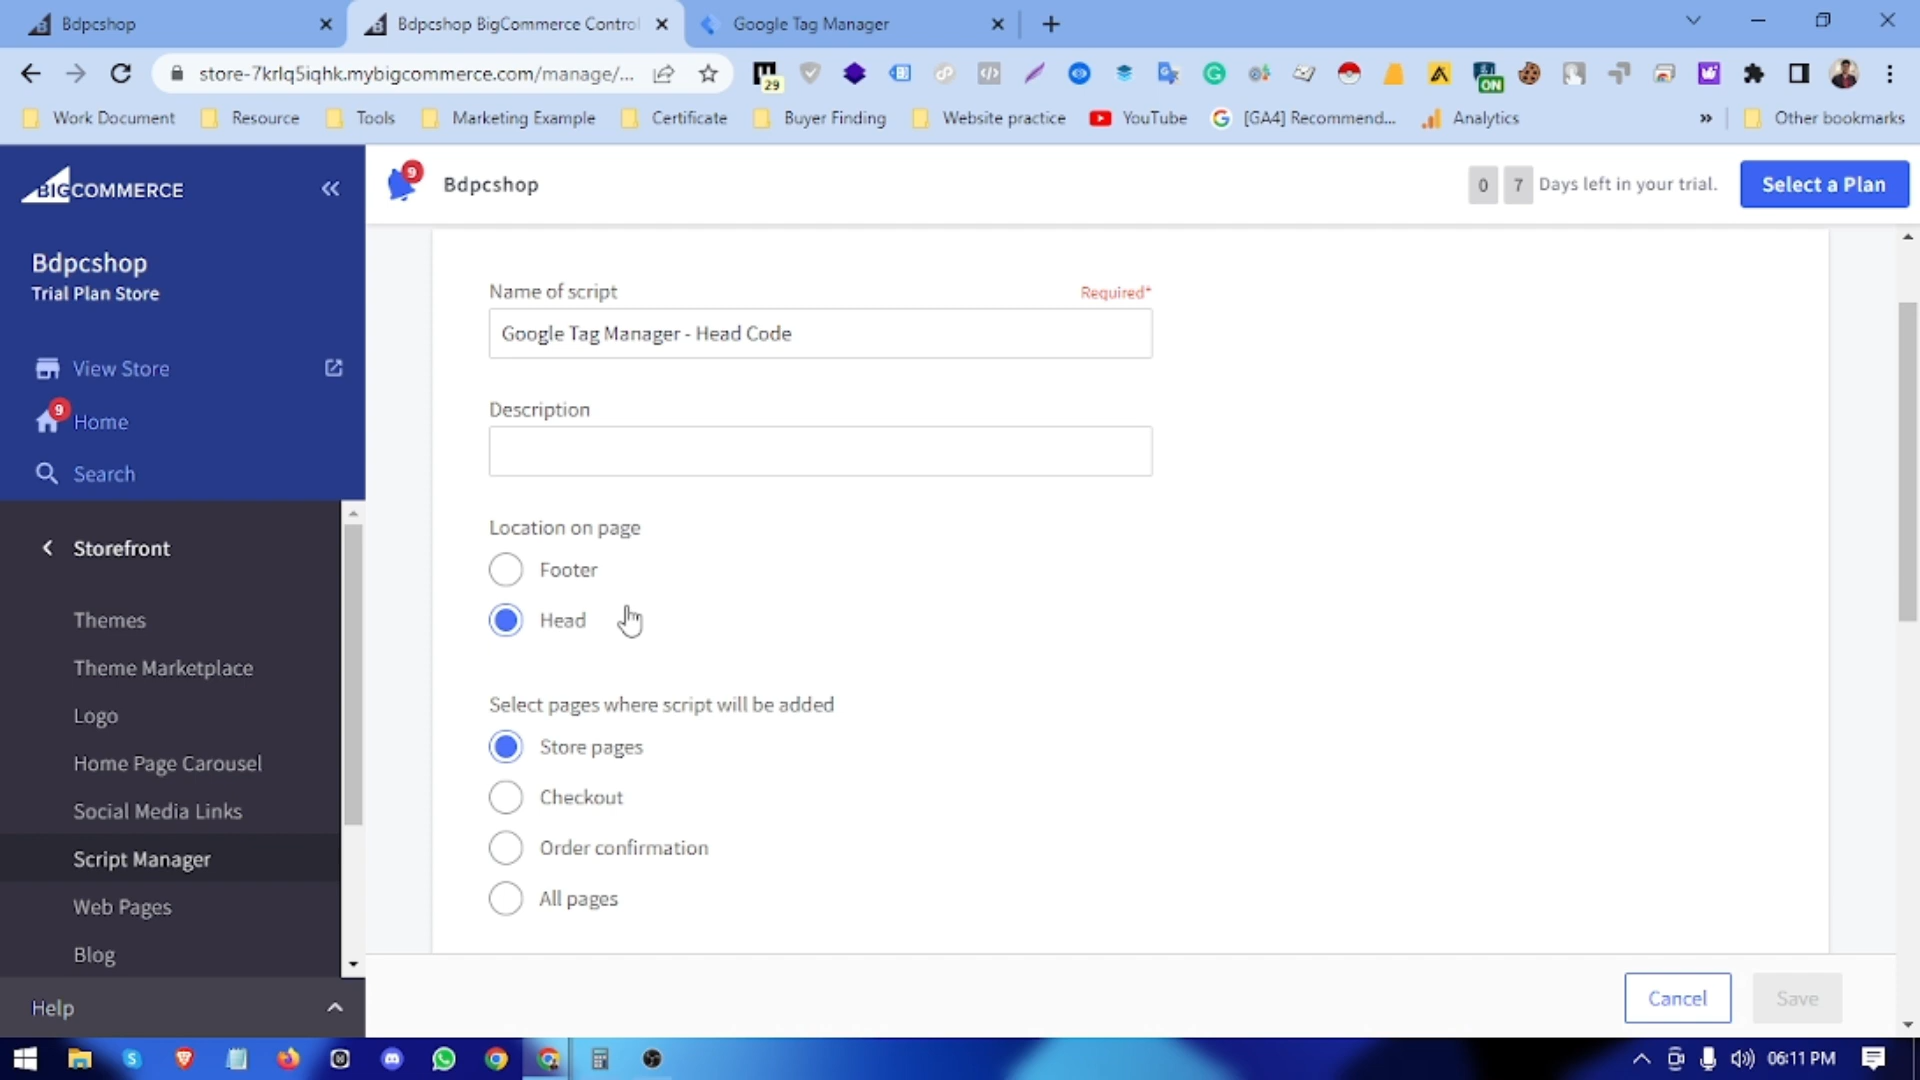 Bdpcshop
Bdpcshop BigCommerce Control
Google Tag Manager
store-7krlq5iqhk.mybigcommerce.com/manage/...
29
ON
Work Document
Resource
Tools
Marketing Example
Certificate
Buyer Finding
Website practice
YouTube
[GA4] Recommend...
Analytics
»
Other bookmarks
BIGCOMMERCE
9
Bdpcshop
0 7 Days left in your trial.
Select a Plan
Bdpcshop
Trial Plan Store
View Store
9
Home
Search
Storefront
Themes
Theme Marketplace
Logo
Home Page Carousel
Social Media Links
Script Manager
Web Pages
Blog
Help
Name of script
Required*
Google Tag Manager - Head Code
Description
Location on page
Footer
Head
Select pages where script will be added
Store pages
Checkout
Order confirmation
All pages
Cancel
Save
06:11 PM